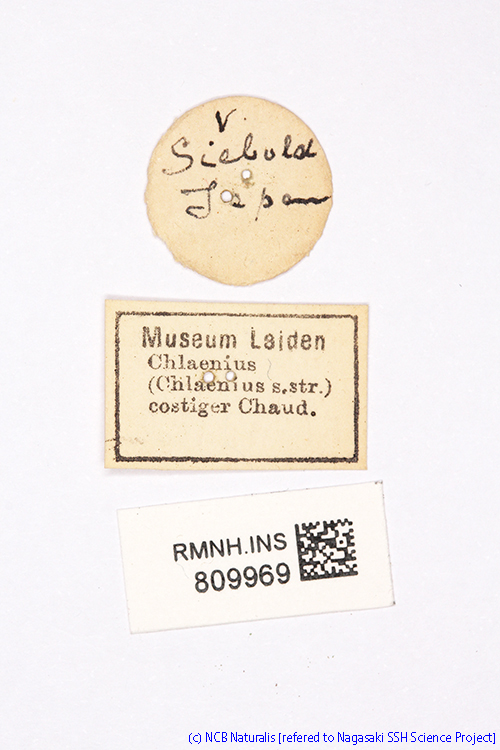 v.
Siebold
Japan
Museum Leiden
Chlaenius
(Chlaenius s.str.)
costiger Chaud.
RMNH.INS
809969
(c) NCB Naturalis [refered to Nagasaki SSH Science Project]